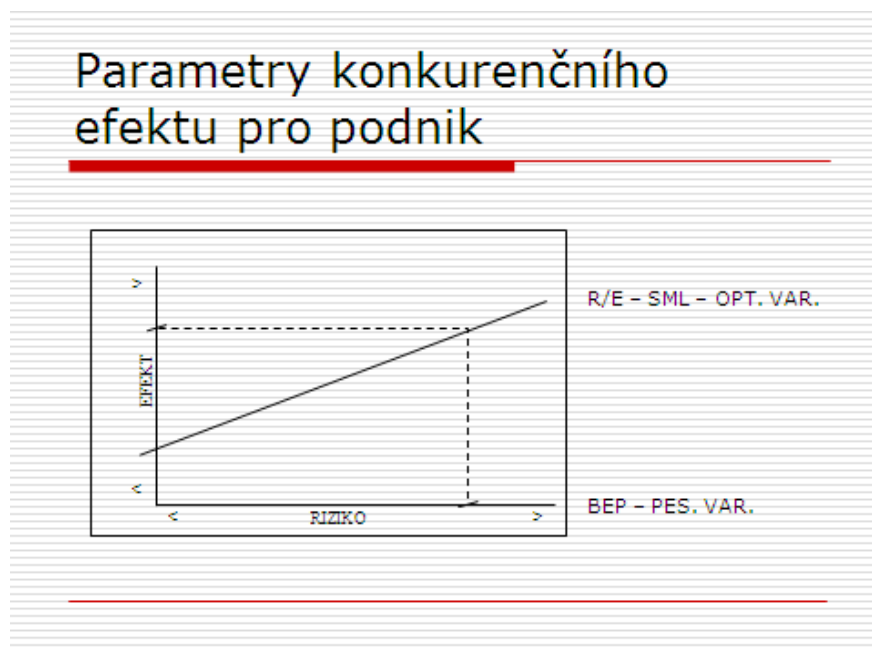 Parametry konkurenčního
efektu pro podnik
>
R/E – SML – OPT. VAR.
EFEKT
<
BEP – PES. VAR.
< RIZIKO >